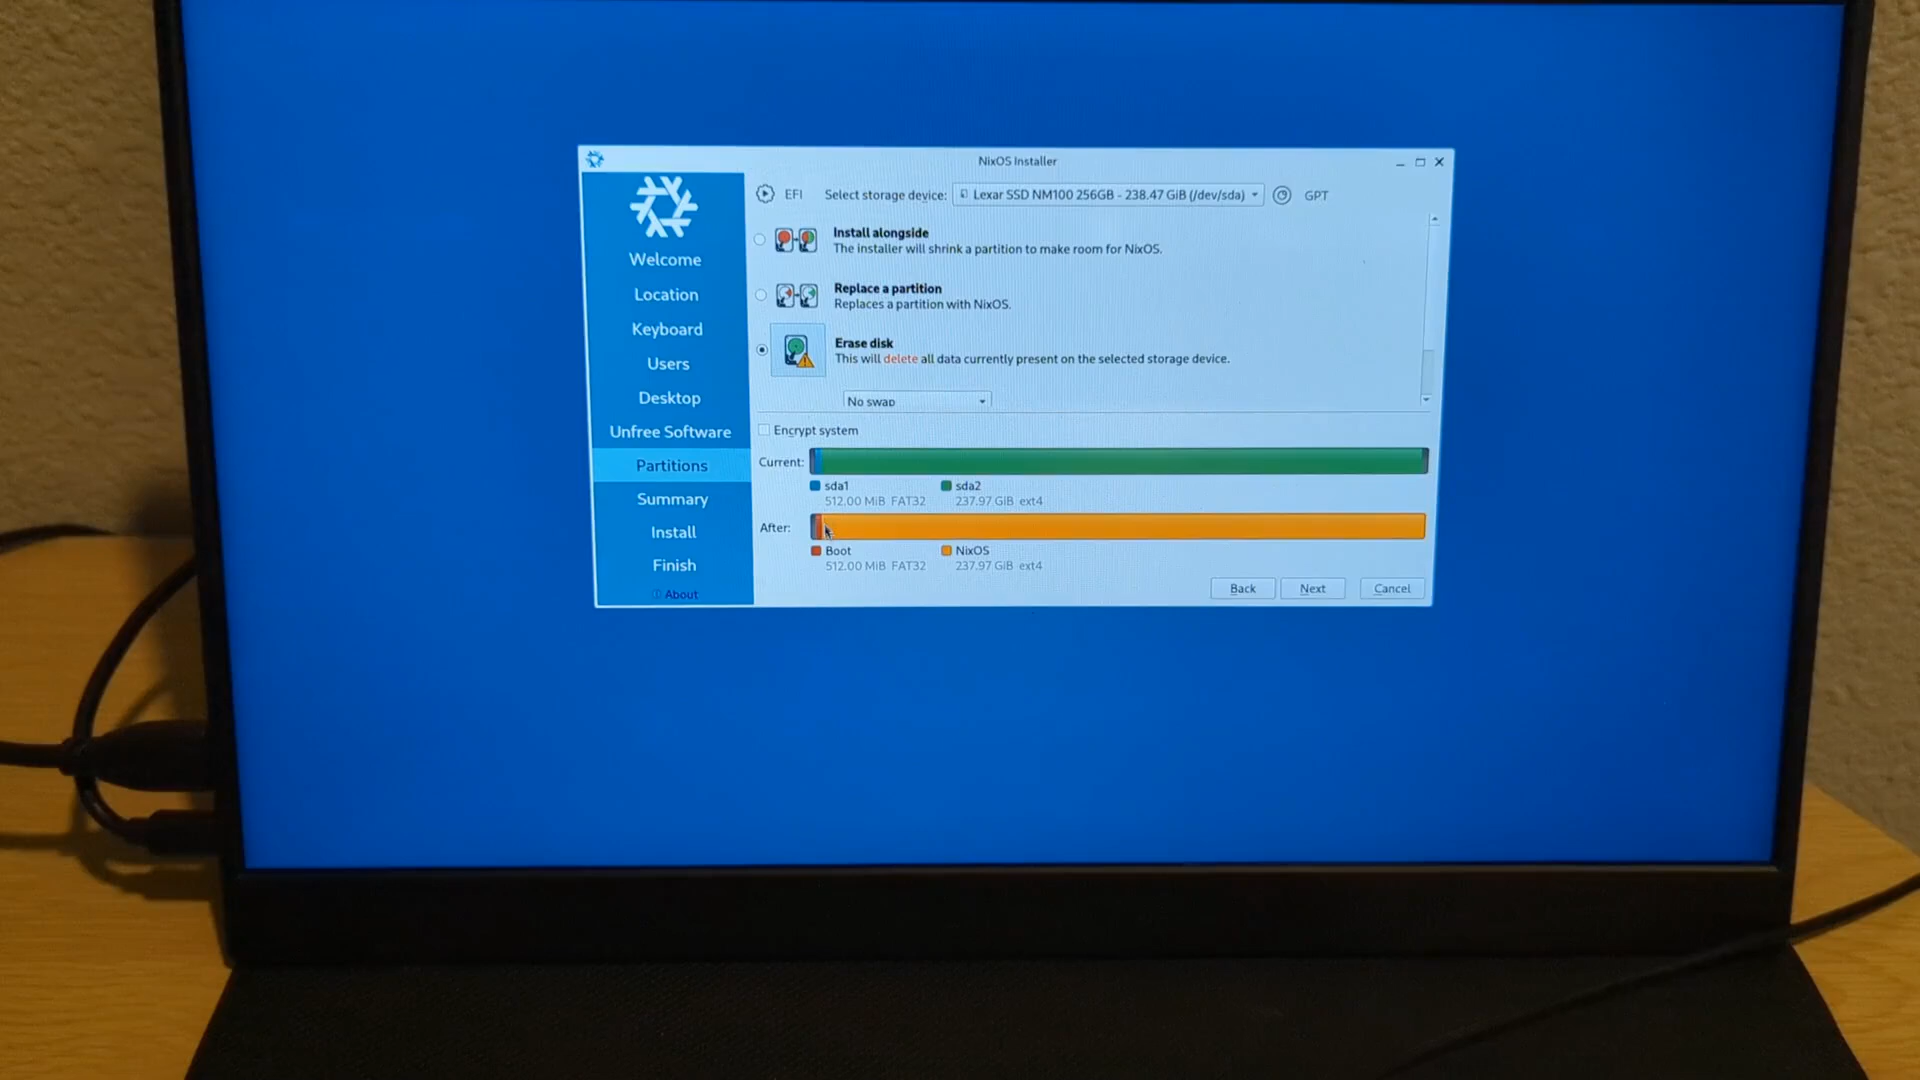 NixOS Installer
EFI Select storage device: Lexar SSD NM100 256GB - 238.47 GiB (/dev/sda) GPT
Welcome
Location
Keyboard
Users
Desktop
Unfree Software
Partitions
Summary
Install
Finish
About
Install alongside
The installer will shrink a partition to make room for NixOS.
Replace a partition
Replaces a partition with NixOS.
Erase disk
This will delete all data currently present on the selected storage device.
No swap
Encrypt system
Current:
sda1 sda2
512.00 MiB FAT32 237.97 GiB ext4
After:
Boot NixOS
512.00 MiB FAT32 237.97 GiB ext4
Back Next Cancel